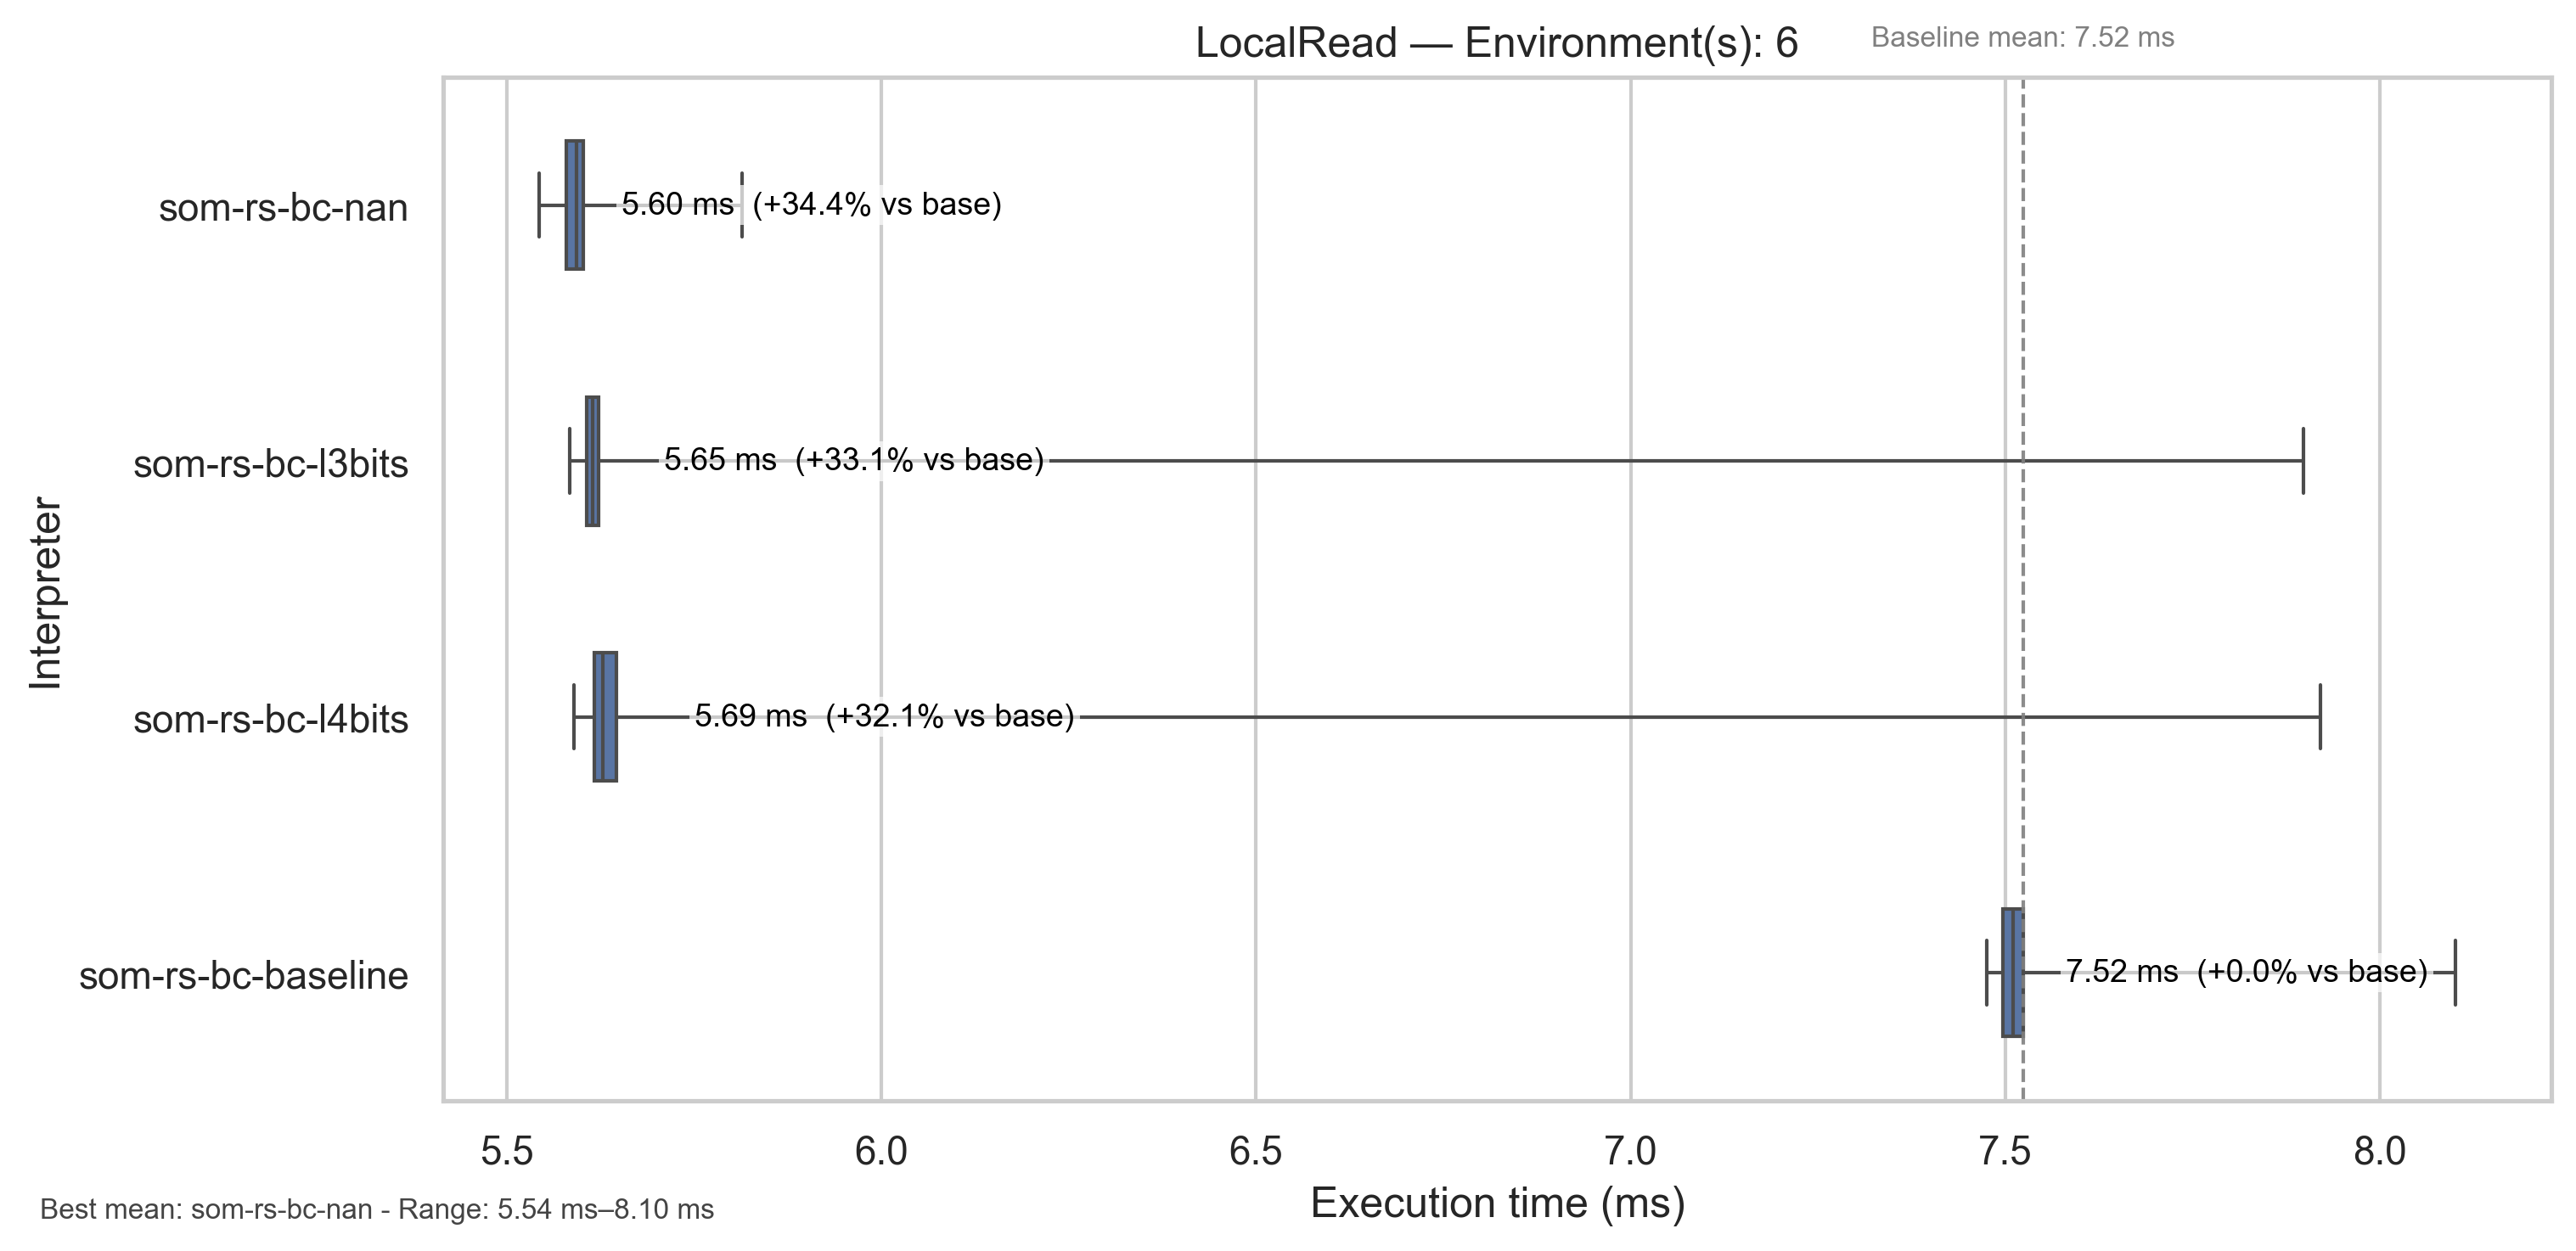 LocalRead — Environment(s): 6
Baseline mean: 7.52 ms
som-rs-bc-nan
5.60 ms  (+34.4% vs base)
som-rs-bc-l3bits
5.65 ms  (+33.1% vs base)
som-rs-bc-l4bits
5.69 ms  (+32.1% vs base)
som-rs-bc-baseline
7.52 ms  (+0.0% vs base)
Interpreter
5.5 6.0 6.5 7.0 7.5 8.0
Execution time (ms)
Best mean: som-rs-bc-nan - Range: 5.54 ms–8.10 ms